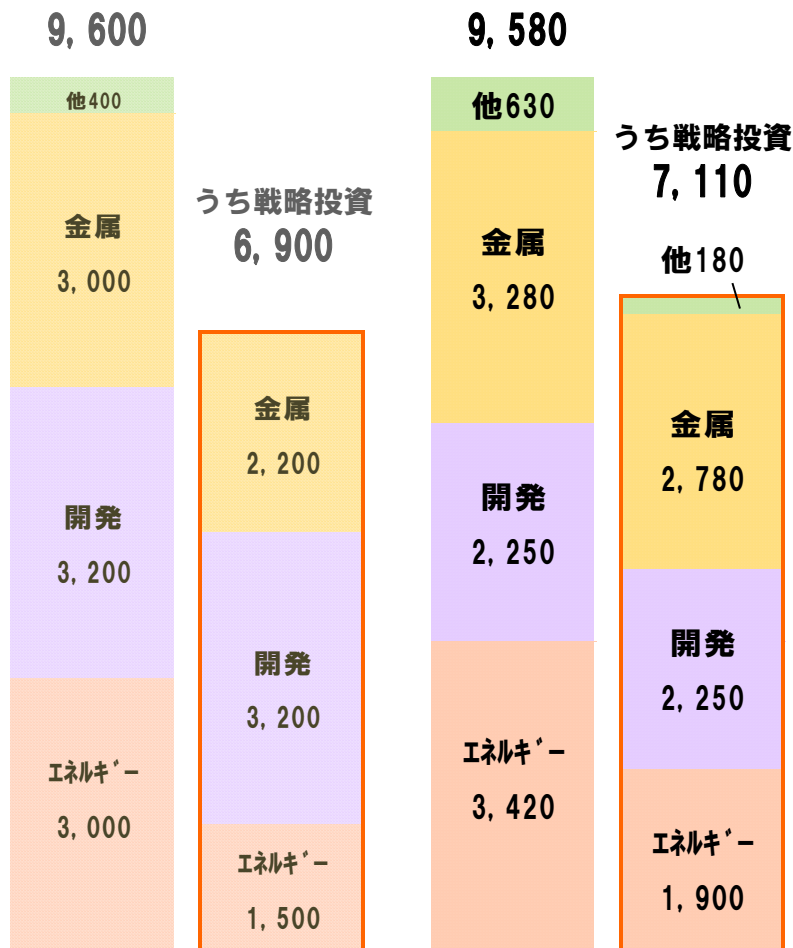 9,600
他400
金属
3,000
開発
3,200
エネルギー
3,000
うち戦略投資
6,900
金属
2,200
開発
3,200
エネルギー
1,500
9,580
他630
金属
3,280
開発
2,250
エネルギー
3,420
うち戦略投資
7,110
他180
金属
2,780
開発
2,250
エネルギー
1,900